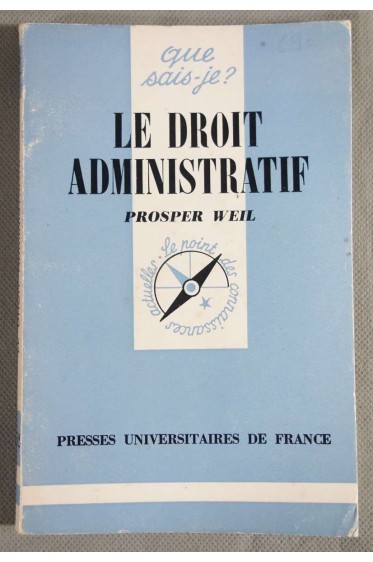 que
sais-je?
LE DROIT
ADMINISTRATIF
PROSPER WEIL
Le point des connaissances actuelles
PRESSES UNIVERSITAIRES DE FRANCE